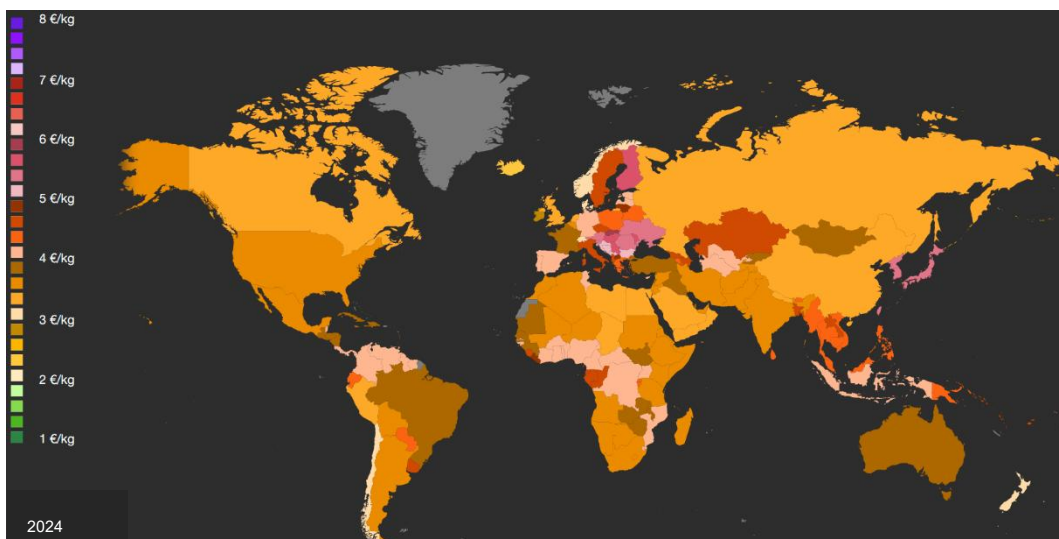 8 €/kg
7 €/kg
6 €/kg
5 €/kg
4 €/kg
3 €/kg
2 €/kg
1 €/kg
2024